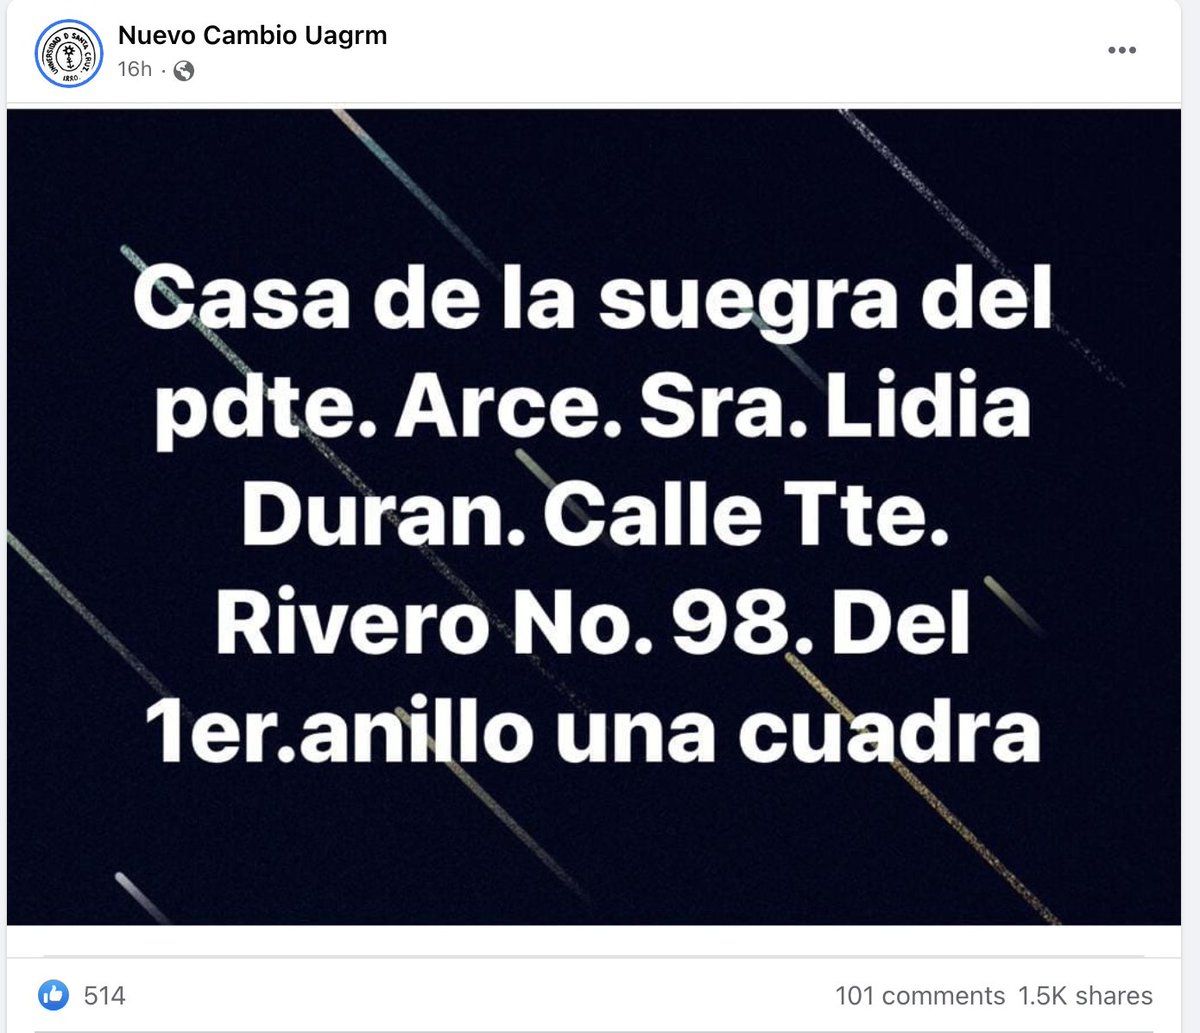 Nuevo Cambio Uagrm
16h ·
UNIVERSIDAD D SANTA CRUZ.
1880.
Casa de la suegra del
pdte. Arce. Sra. Lidia
Duran. Calle Tte.
Rivero No. 98. Del
1er.anillo una cuadra
514
101 comments 1.5K shares